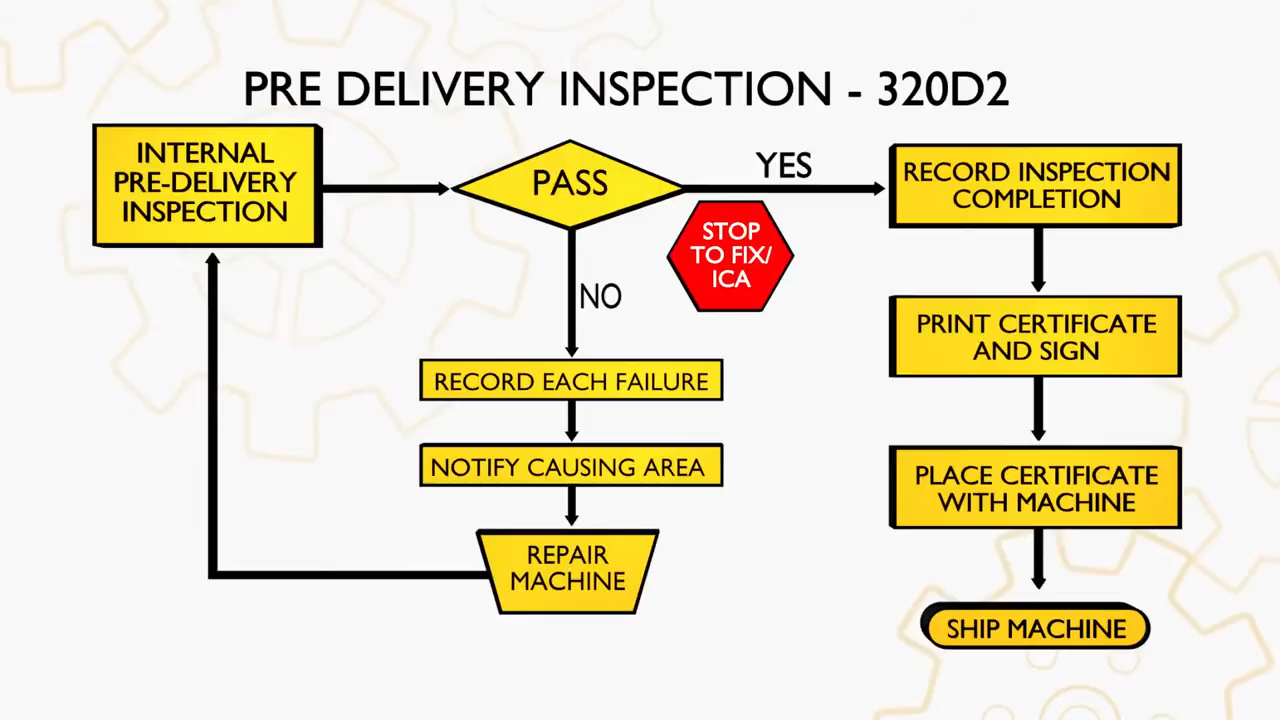 PRE DELIVERY INSPECTION - 320D2
INTERNAL
PRE-DELIVERY
INSPECTION
PASS
YES
STOP
TO FIX/
ICA
NO
RECORD EACH FAILURE
NOTIFY CAUSING AREA
REPAIR
MACHINE
RECORD INSPECTION
COMPLETION
PRINT CERTIFICATE
AND SIGN
PLACE CERTIFICATE
WITH MACHINE
SHIP MACHINE